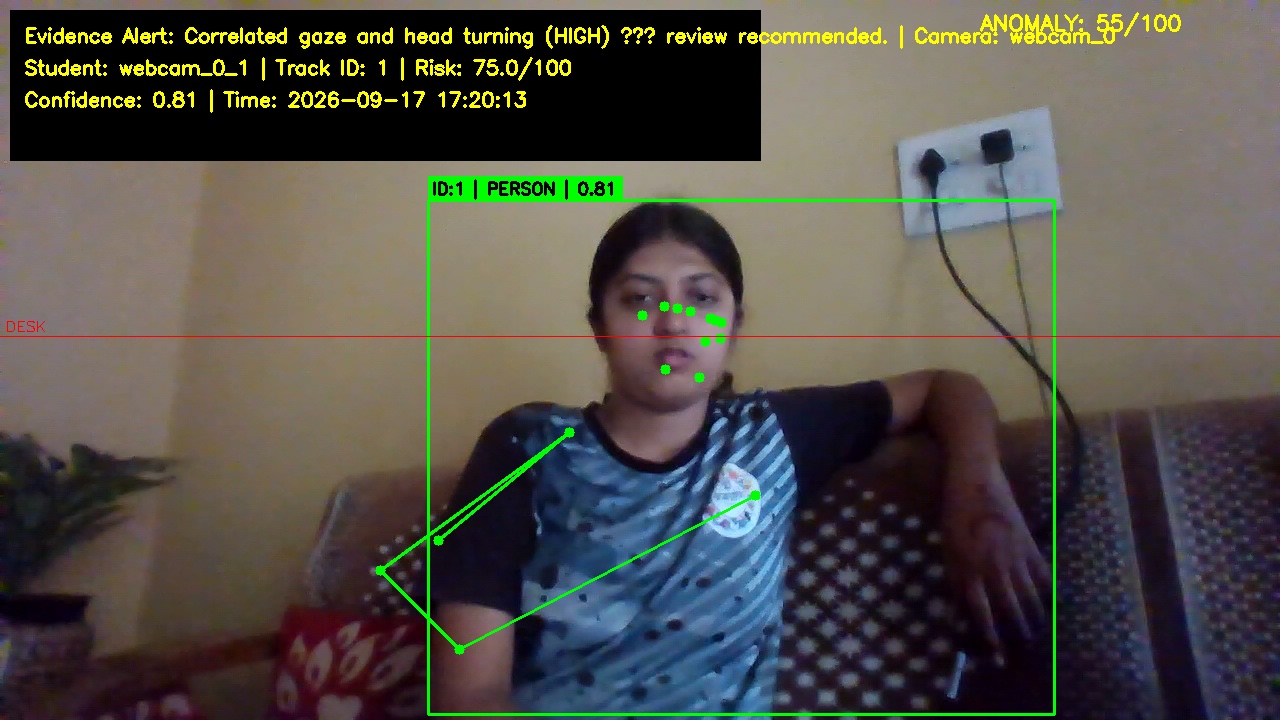 ANOMALY: 55/100
Evidence Alert: Correlated gaze and head turning (HIGH) ??? review recommended. | Camera: webcam_0
Student: webcam_0_1 | Track ID: 1 | Risk: 75.0/100
Confidence: 0.81 | Time: 2026-09-17 17:20:13
ID:1 | PERSON | 0.81
DESK